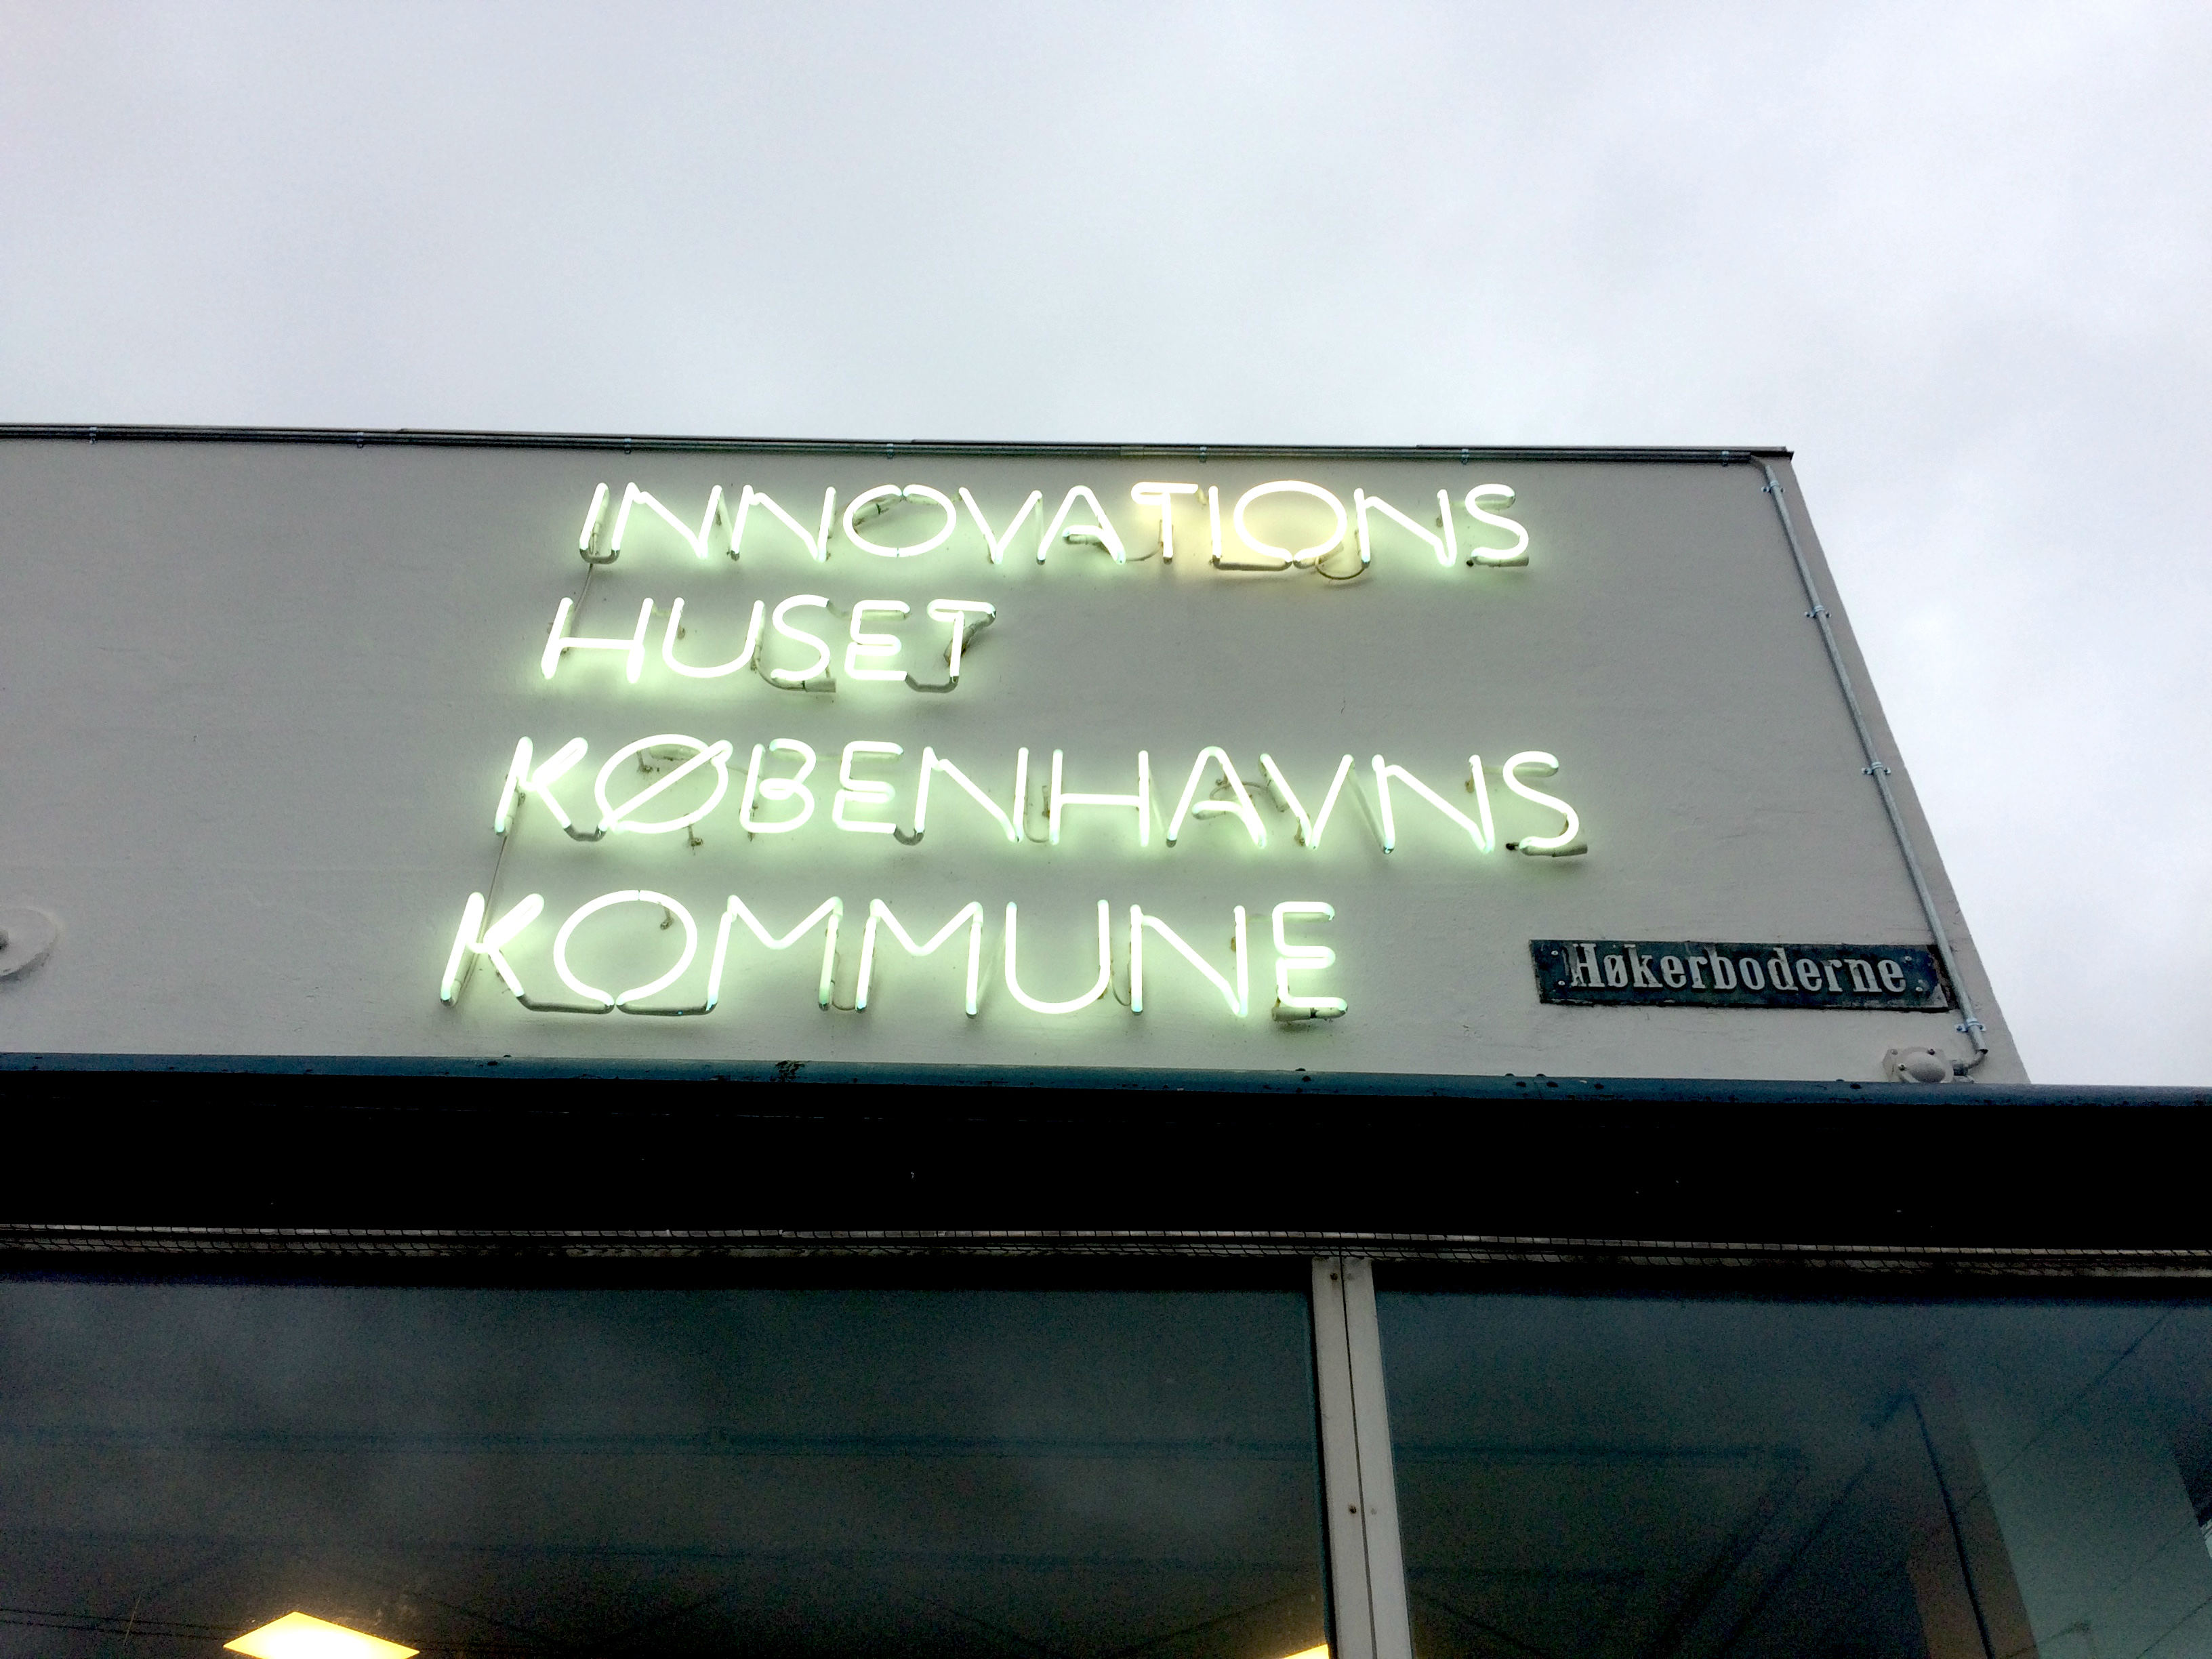 INNOVATIONS
HUSET
KØBENHAVNS
KOMMUNE
Høkerboderne